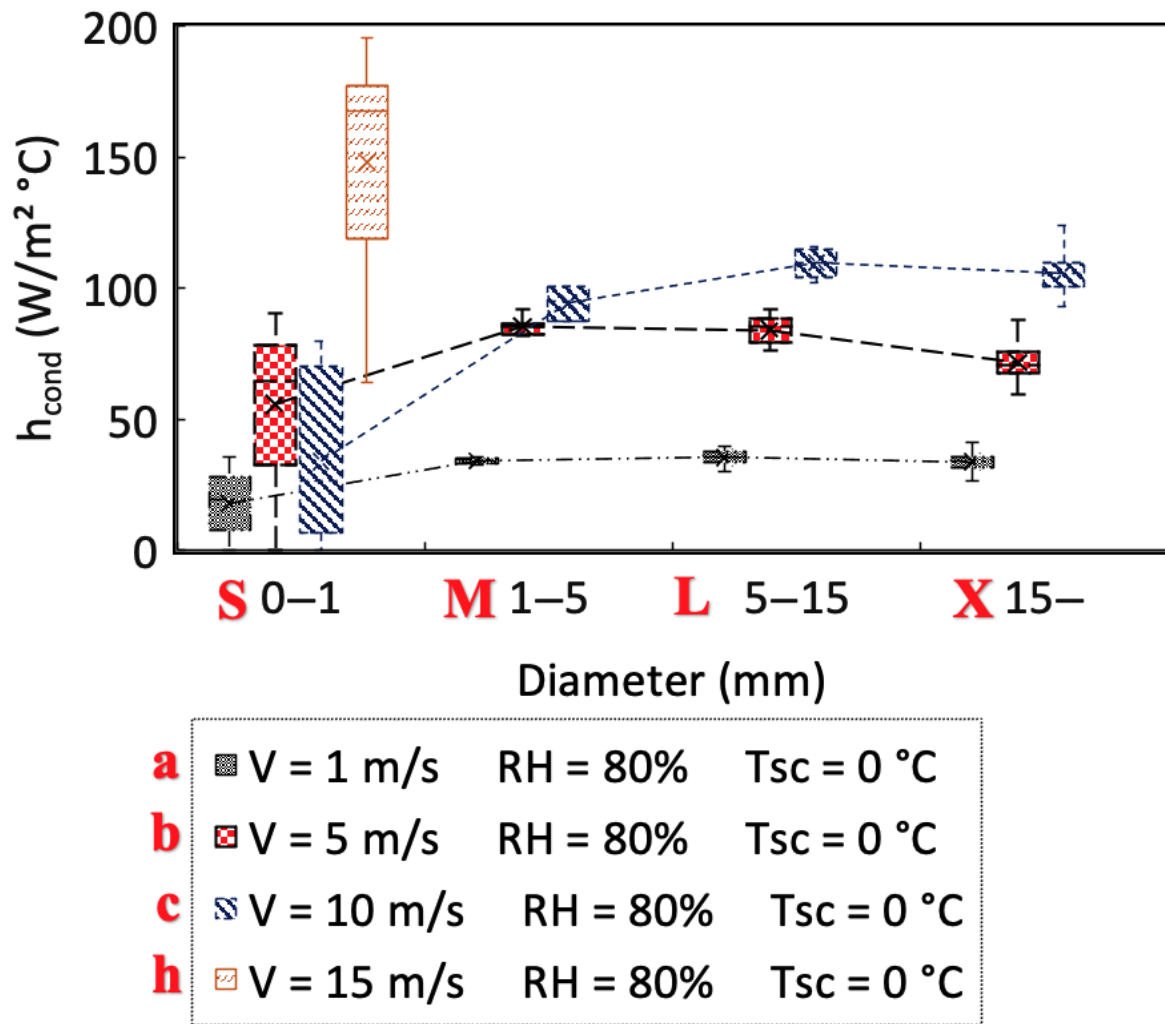 200
150
100
50
0
h_cond (W/m² °C)
S 0–1 M 1–5 L 5–15 X 15–
Diameter (mm)
a V = 1 m/s RH = 80% Tsc = 0 °C
b V = 5 m/s RH = 80% Tsc = 0 °C
c V = 10 m/s RH = 80% Tsc = 0 °C
h V = 15 m/s RH = 80% Tsc = 0 °C